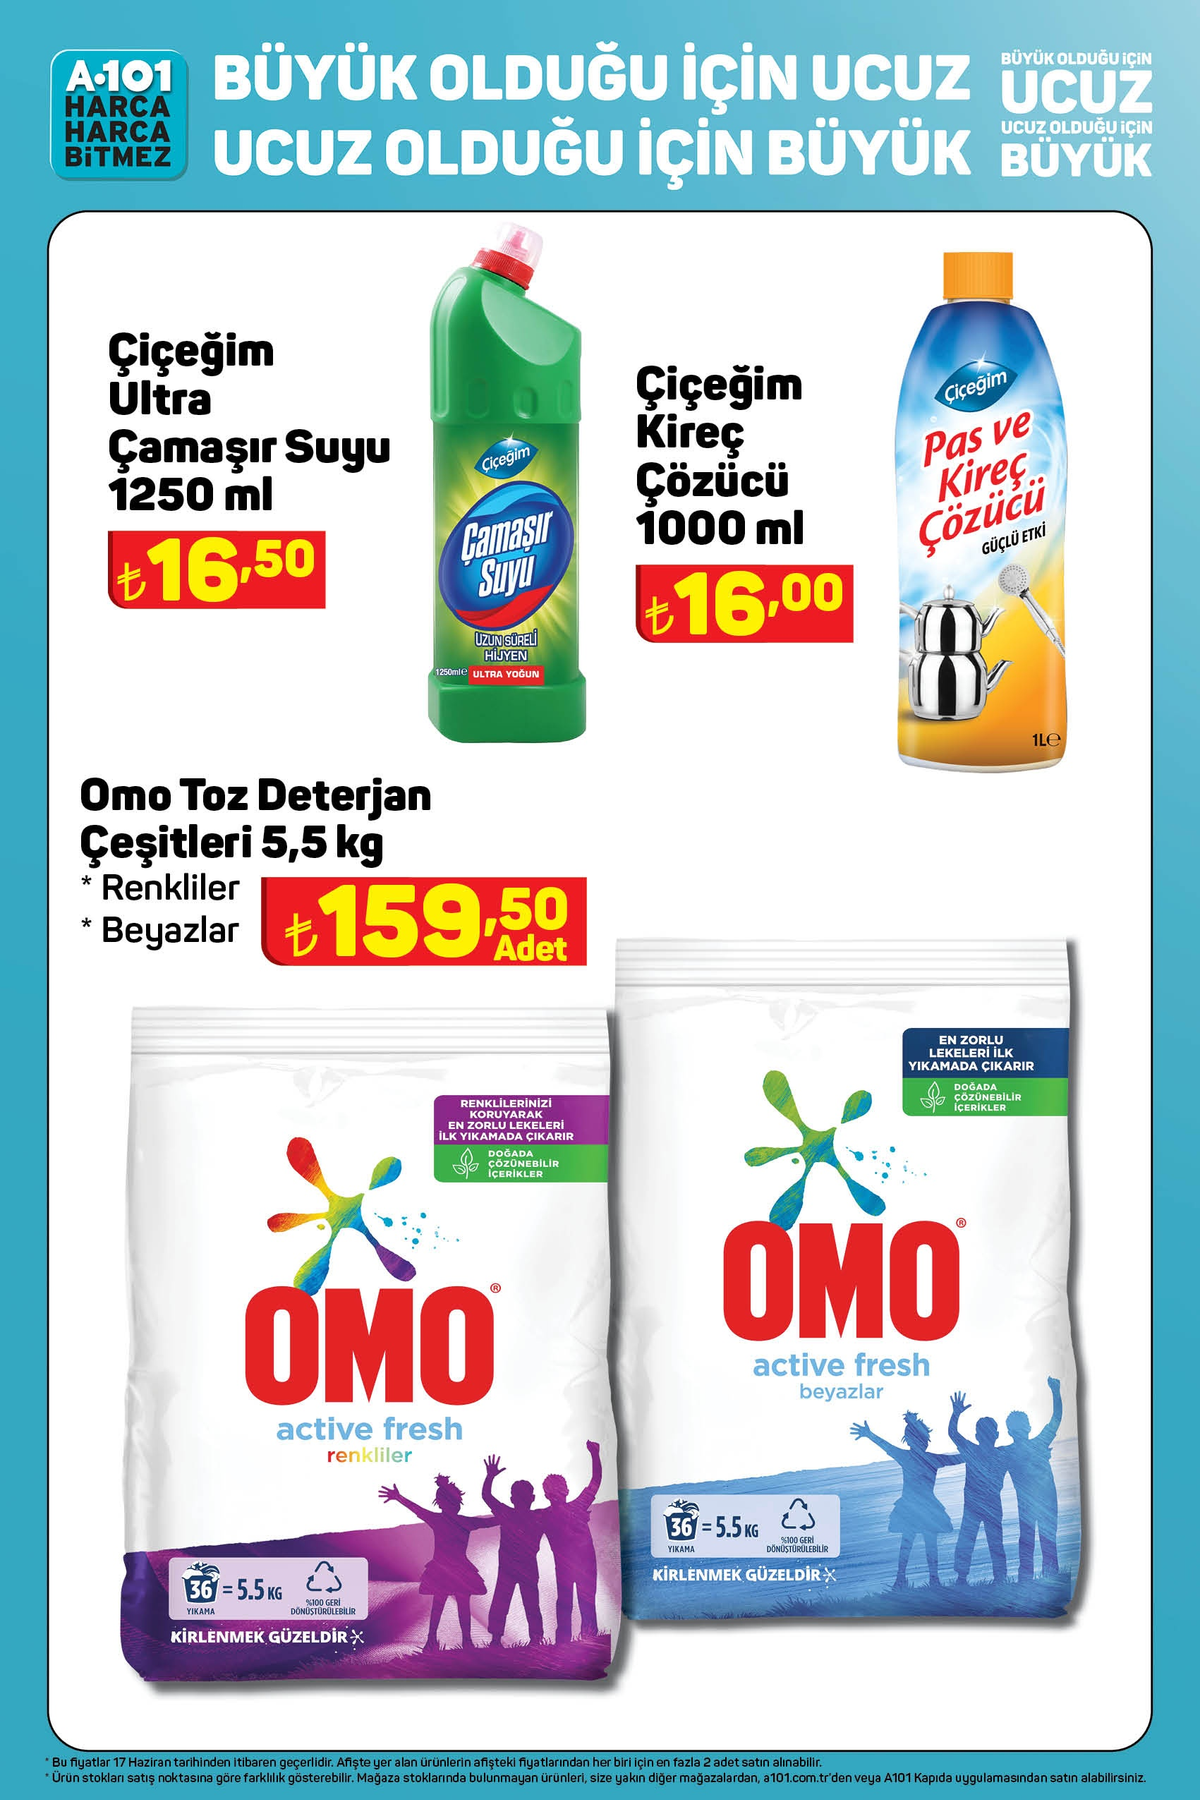 A101
HARCA
HARCA
BİTMEZ
BÜYÜK OLDUĞU İÇİN UCUZ
UCUZ OLDUĞU İÇİN BÜYÜK
BÜYÜK OLDUĞU İÇİN
UCUZ
UCUZ OLDUĞU İÇİN
BÜYÜK
Çiçeğim
Ultra
Çamaşır Suyu
1250 ml
₺16,50
Çiçeğim
Çamaşır
Suyu
UZUN SÜRELİ
HİJYEN
1250ml℮ ULTRA YOĞUN
Çiçeğim
Kireç
Çözücü
1000 ml
₺16,00
Çiçeğim
Pas ve
Kireç
Çözücü
GÜÇLÜ ETKİ
1L℮
Omo Toz Deterjan
Çeşitleri 5,5 kg
* Renkliler
* Beyazlar
₺159,50
Adet
RENKLİLERİNİZİ
KORUYARAK
EN ZORLU LEKELERİ
İLK YIKAMADA ÇIKARIR
DOĞADA
ÇÖZÜNEBİLİR
İÇERİKLER
OMO®
active fresh
renkliler
36 = 5.5 KG
YIKAMA
%100 GERİ
DÖNÜŞTÜRÜLEBİLİR
KİRLENMEK GÜZELDİR
EN ZORLU
LEKELERİ İLK
YIKAMADA ÇIKARIR
DOĞADA
ÇÖZÜNEBİLİR
İÇERİKLER
OMO®
active fresh
beyazlar
36 = 5.5 KG
YIKAMA
%100 GERİ
DÖNÜŞTÜRÜLEBİLİR
KİRLENMEK GÜZELDİR
* Bu fiyatlar 17 Haziran tarihinden itibaren geçerlidir. Afişte yer alan ürünlerin afişteki fiyatlarından her biri için en fazla 2 adet satın alınabilir.
* Ürün stokları satış noktasına göre farklılık gösterebilir. Mağaza stoklarında bulunmayan ürünleri, size yakın diğer mağazalardan, a101.com.tr'den veya A101 Kapıda uygulamasından satın alabilirsiniz.